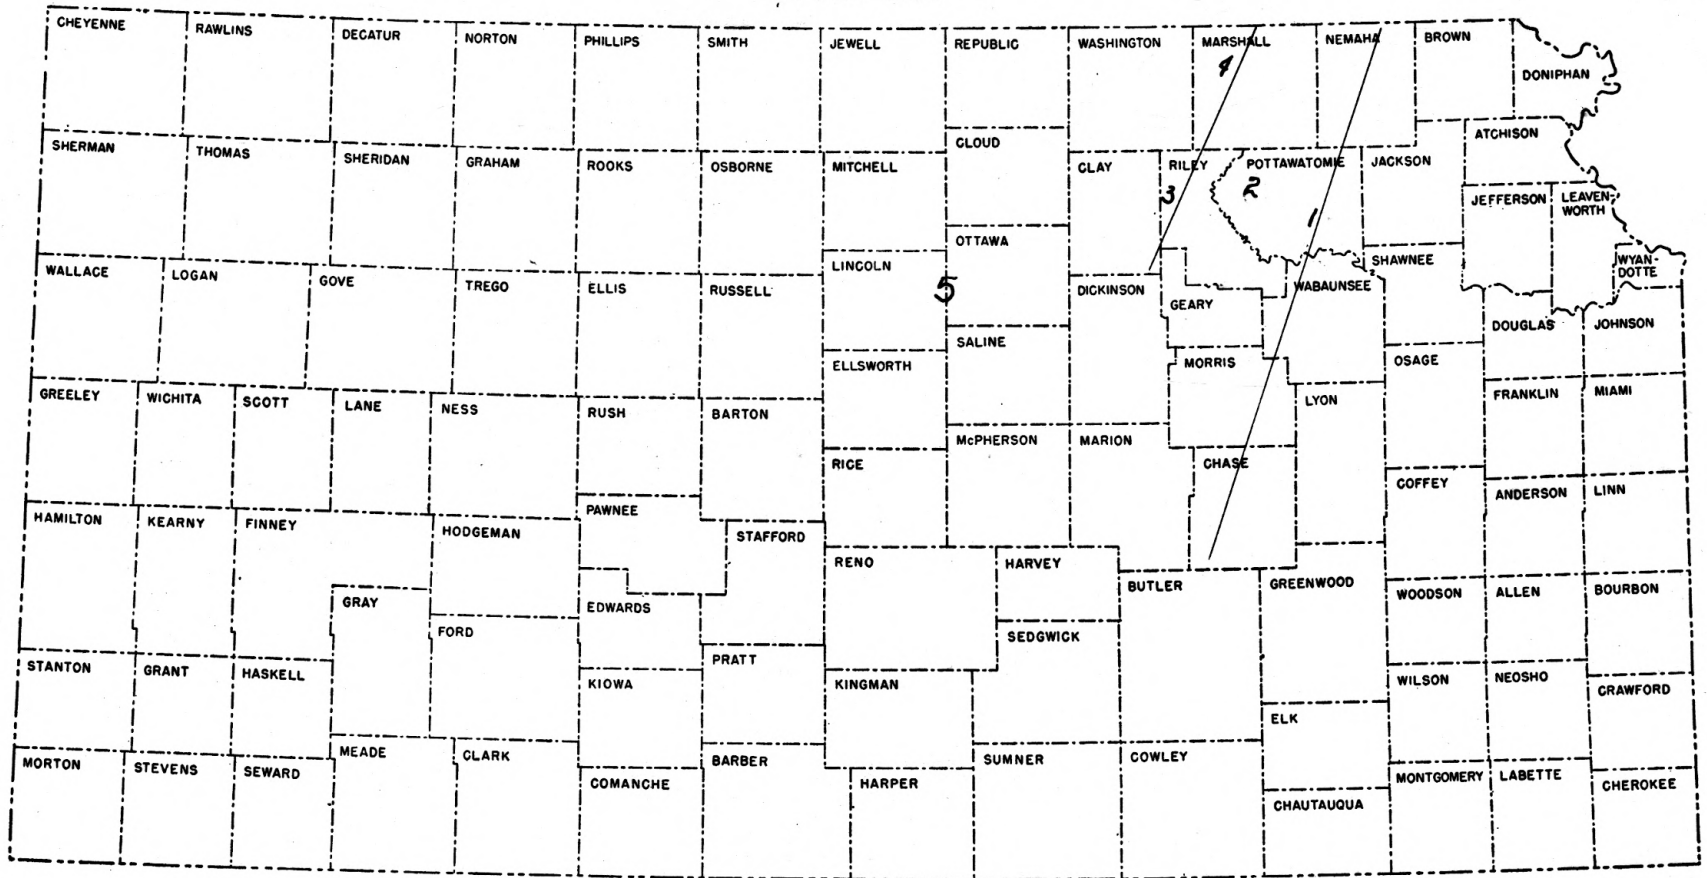 CHEYENNE RAWLINS DECATUR NORTON PHILLIPS SMITH JEWELL REPUBLIC WASHINGTON MARSHALL NEMAHA BROWN
4
DONIPHAN
SHERMAN THOMAS SHERIDAN GRAHAM ROOKS OSBORNE MITCHELL CLOUD CLAY RILEY POTTAWATOMIE JACKSON ATCHISON
3 2 1
JEFFERSON LEAVEN-
WORTH
OTTAWA
WALLACE LOGAN GOVE TREGO ELLIS RUSSELL LINCOLN DICKINSON GEARY WABAUNSEE SHAWNEE WYAN-
DOTTE
5
SALINE MORRIS OSAGE DOUGLAS JOHNSON
GREELEY WICHITA SCOTT LANE NESS RUSH BARTON ELLSWORTH LYON FRANKLIN MIAMI
RICE McPHERSON MARION CHASE
COFFEY ANDERSON LINN
HAMILTON KEARNY FINNEY HODGEMAN PAWNEE STAFFORD
RENO HARVEY BUTLER GREENWOOD
GRAY EDWARDS WOODSON ALLEN BOURBON
FORD SEDGWICK
STANTON GRANT HASKELL KIOWA PRATT KINGMAN WILSON NEOSHO CRAWFORD
ELK
MORTON STEVENS SEWARD MEADE CLARK COMANCHE BARBER HARPER SUMNER COWLEY
CHAUTAUQUA MONTGOMERY LABETTE CHEROKEE